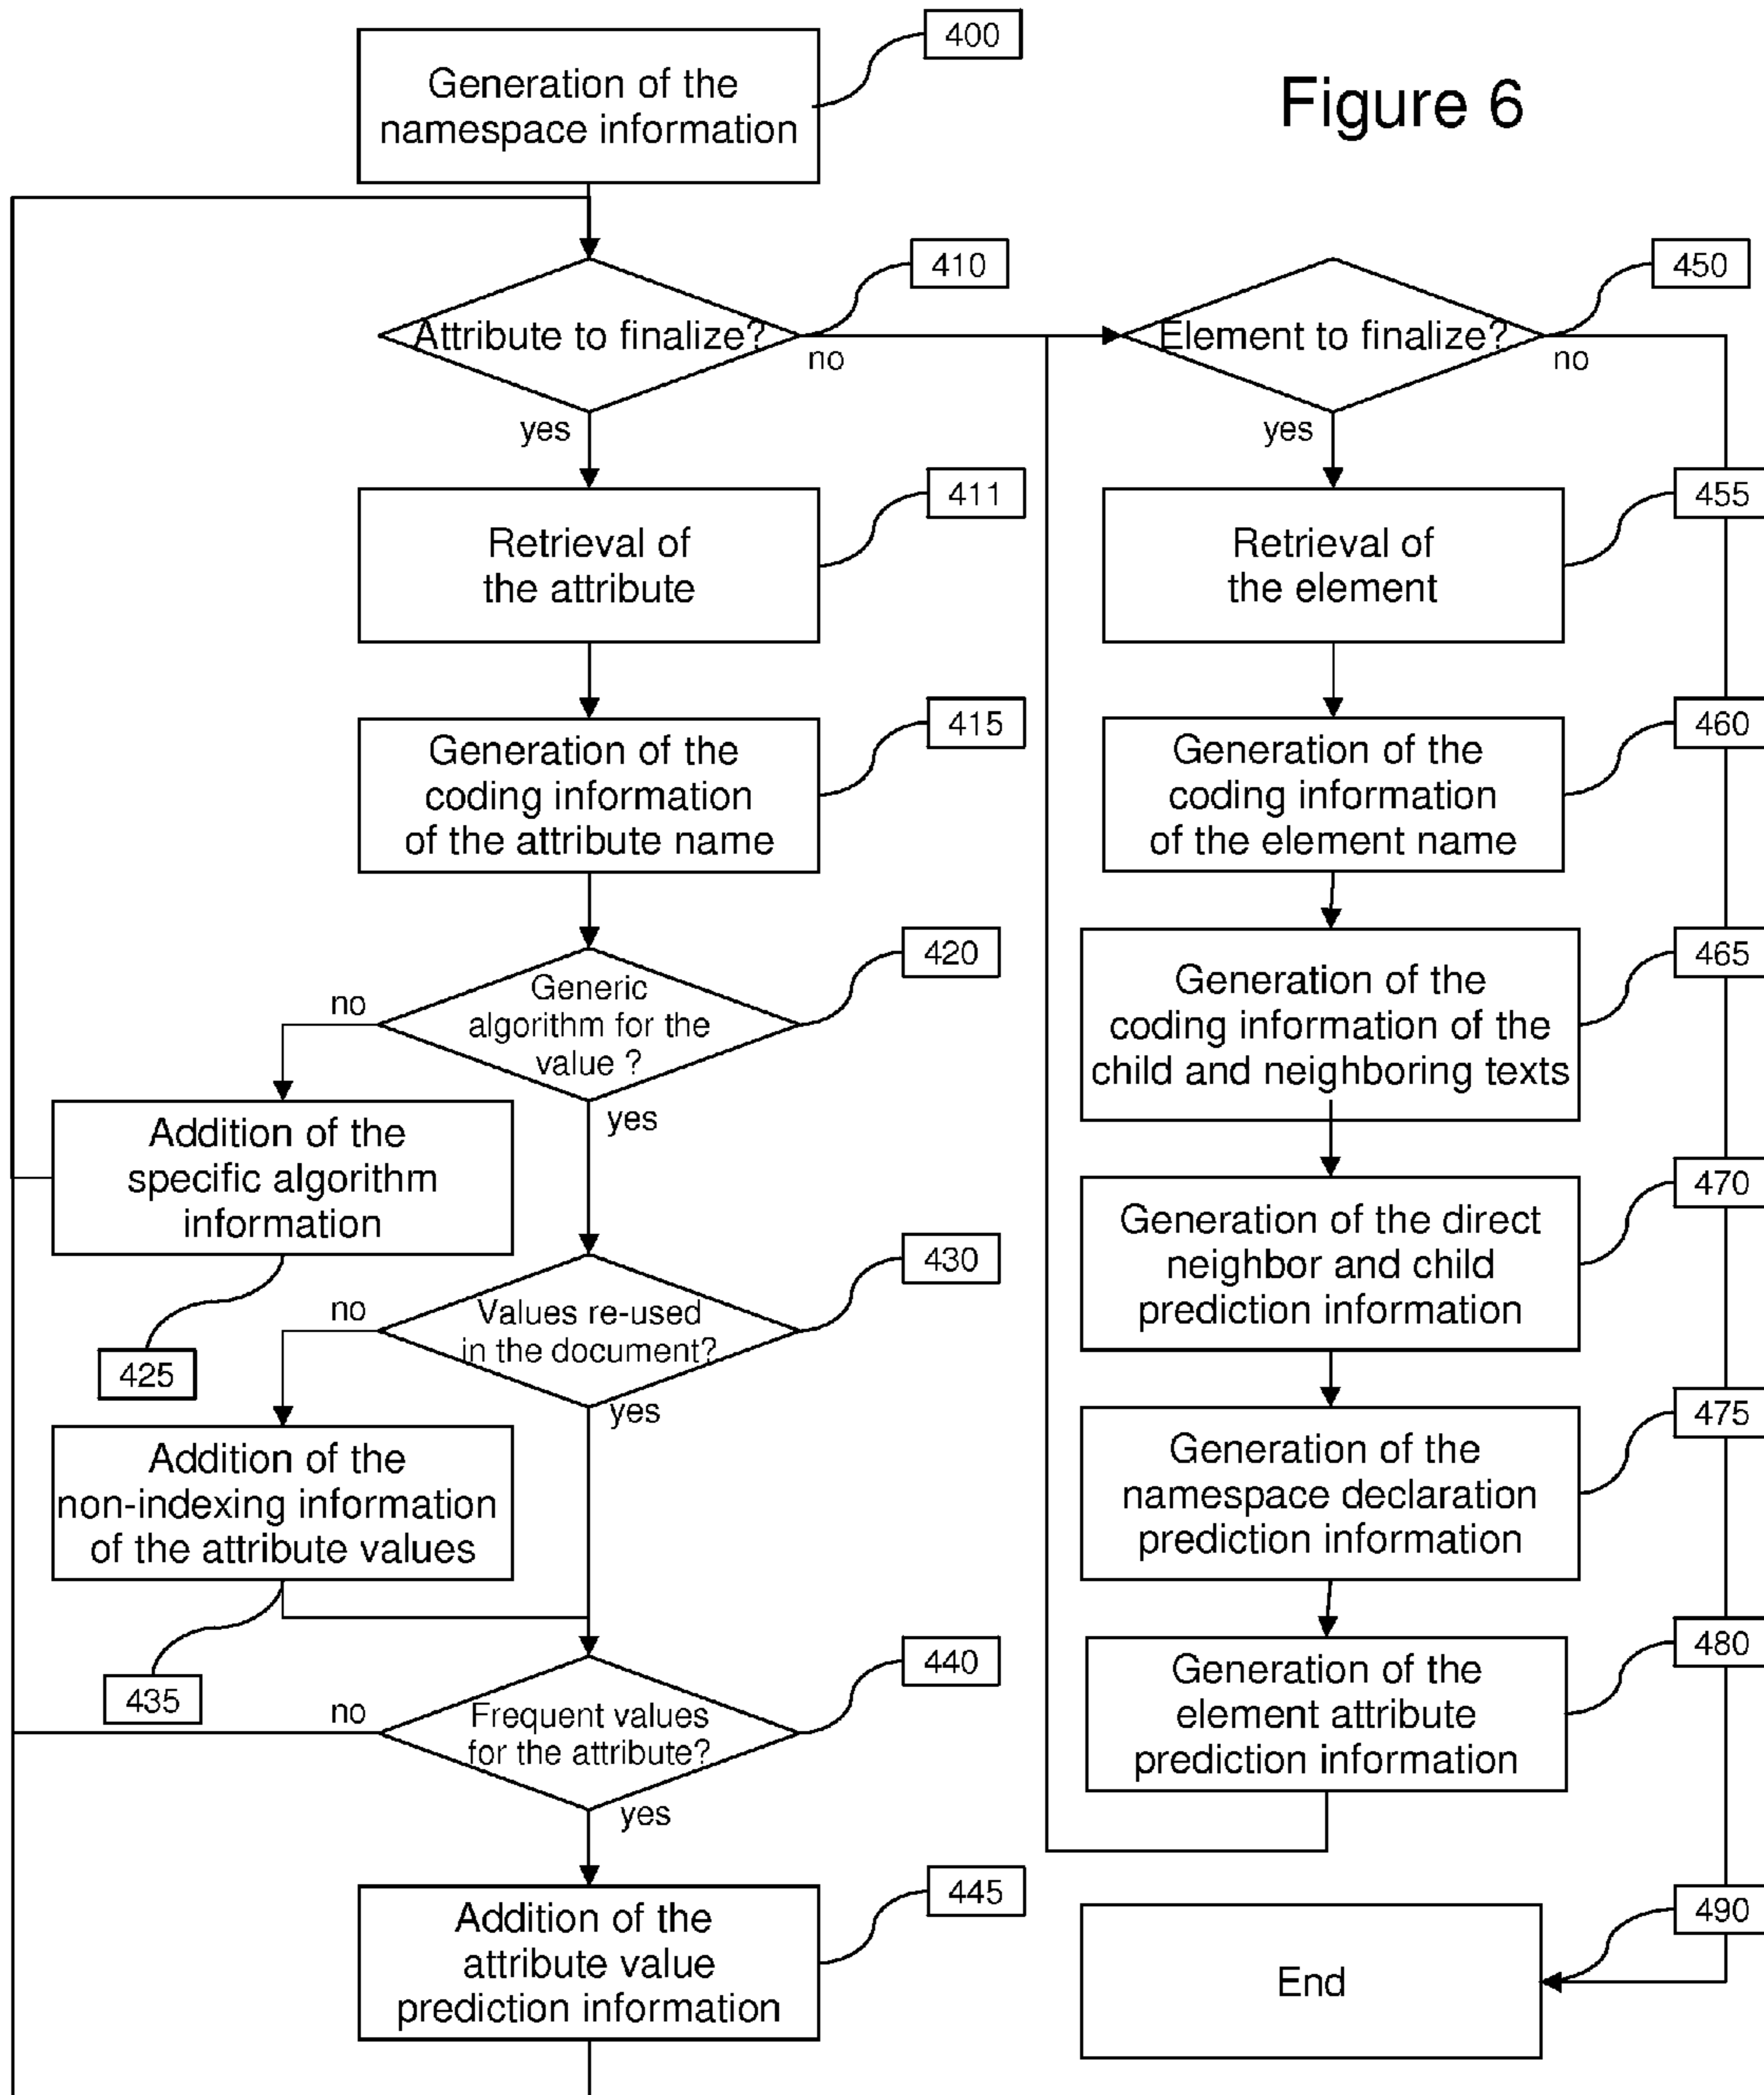 400
Generation of the
namespace information
Figure 6
410
Attribute to finalize?
no
yes
411
Retrieval of
the attribute
415
Generation of the
coding information
of the attribute name
420
Generic
algorithm for the
value ?
no
yes
Addition of the
specific algorithm
information
425
430
Values re-used
in the document?
no
yes
Addition of the
non-indexing information
of the attribute values
435
440
Frequent values
for the attribute?
no
yes
445
Addition of the
attribute value
prediction information
450
Element to finalize?
no
yes
455
Retrieval of
the element
460
Generation of the
coding information
of the element name
465
Generation of the
coding information of the
child and neighboring texts
470
Generation of the direct
neighbor and child
prediction information
475
Generation of the
namespace declaration
prediction information
480
Generation of the
element attribute
prediction information
490
End